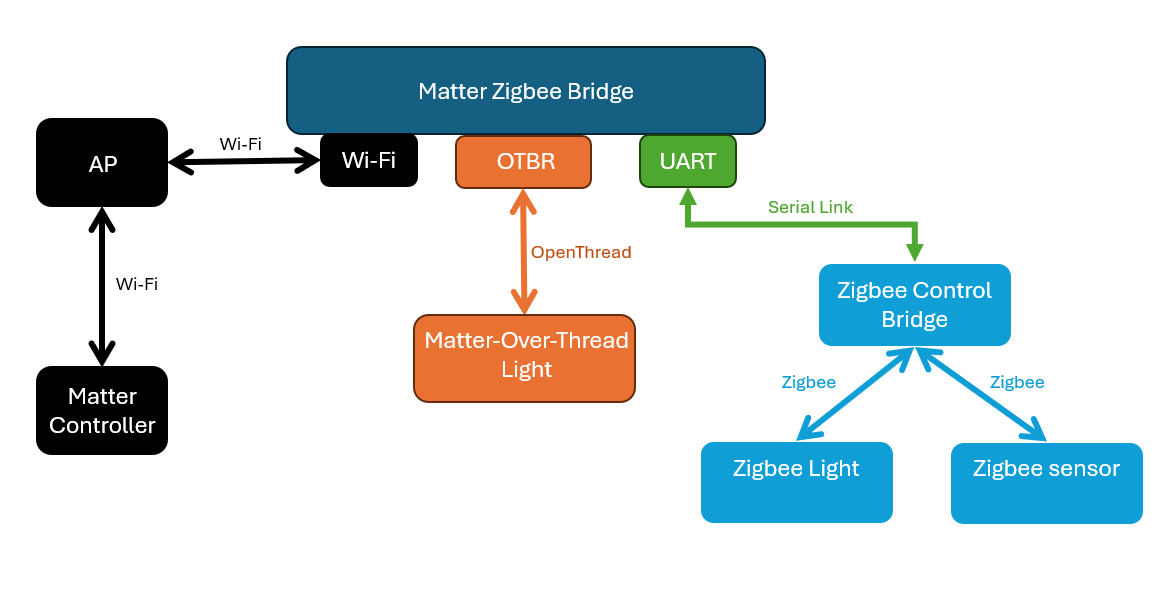 Matter Zigbee Bridge
AP
Wi-Fi
Wi-Fi
OTBR
UART
Serial Link
OpenThread
Wi-Fi
Zigbee Control
Bridge
Matter-Over-Thread
Light
Matter
Controller
Zigbee
Zigbee
Zigbee Light
Zigbee sensor